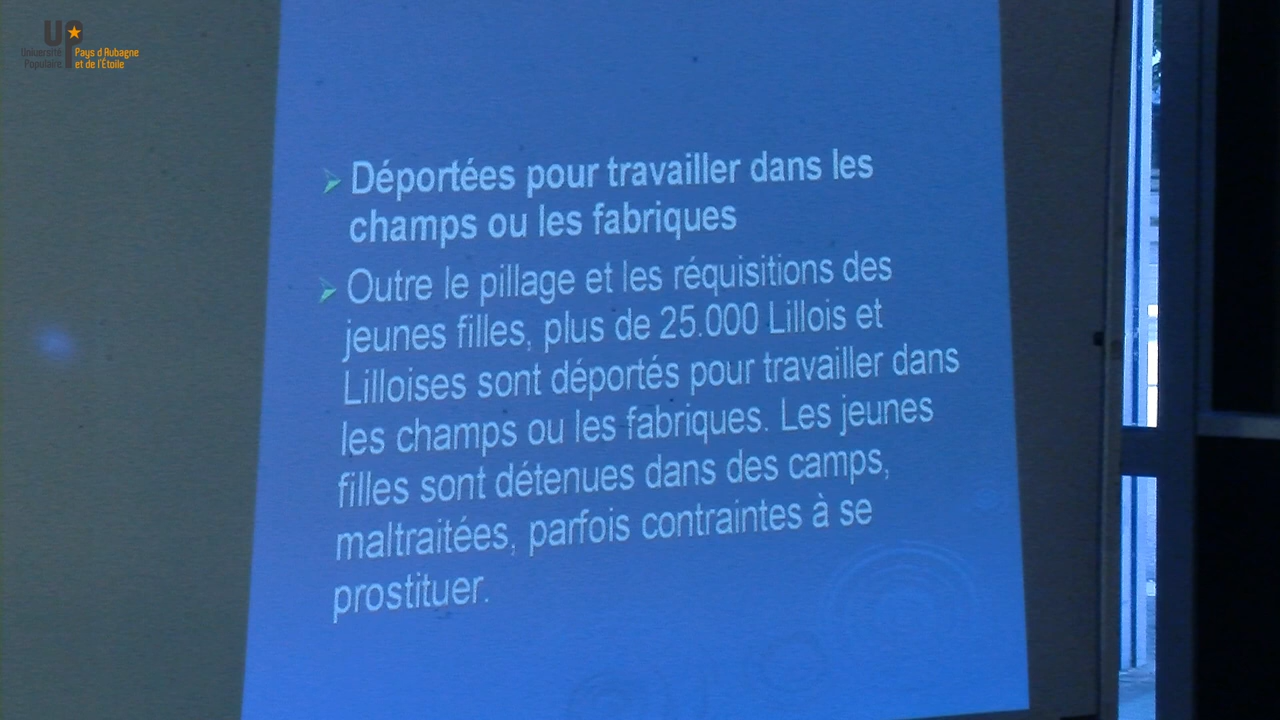 UP
Université
Populaire
Pays d'Aubagne
et de l'Étoile
Déportées pour travailler dans les
champs ou les fabriques
Outre le pillage et les réquisitions des
jeunes filles, plus de 25.000 Lillois et
Lilloises sont déportés pour travailler dans
les champs ou les fabriques. Les jeunes
filles sont détenues dans des camps,
maltraitées, parfois contraintes à se
prostituer.